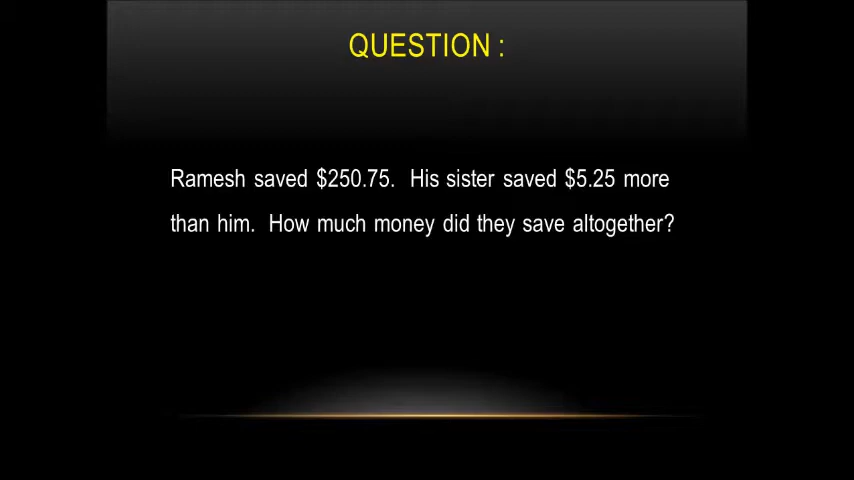 QUESTION :
Ramesh saved $250.75. His sister saved $5.25 more
than him. How much money did they save altogether?